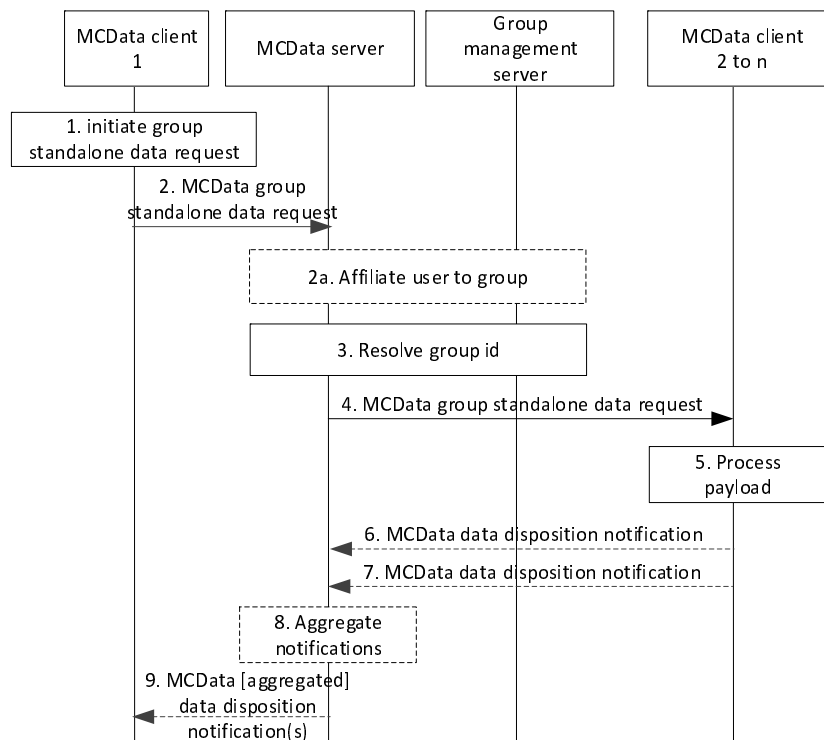 MCData client
1
MCData server
Group
management
server
MCData client
2 to n
1. initiate group
standalone data request
2. MCData group
standalone data request
2a. Affiliate user to group
3. Resolve group id
4. MCData group standalone data request
5. Process
payload
6. MCData data disposition notification
7. MCData data disposition notification
8. Aggregate
notifications
9. MCData [aggregated]
data disposition
notification(s)